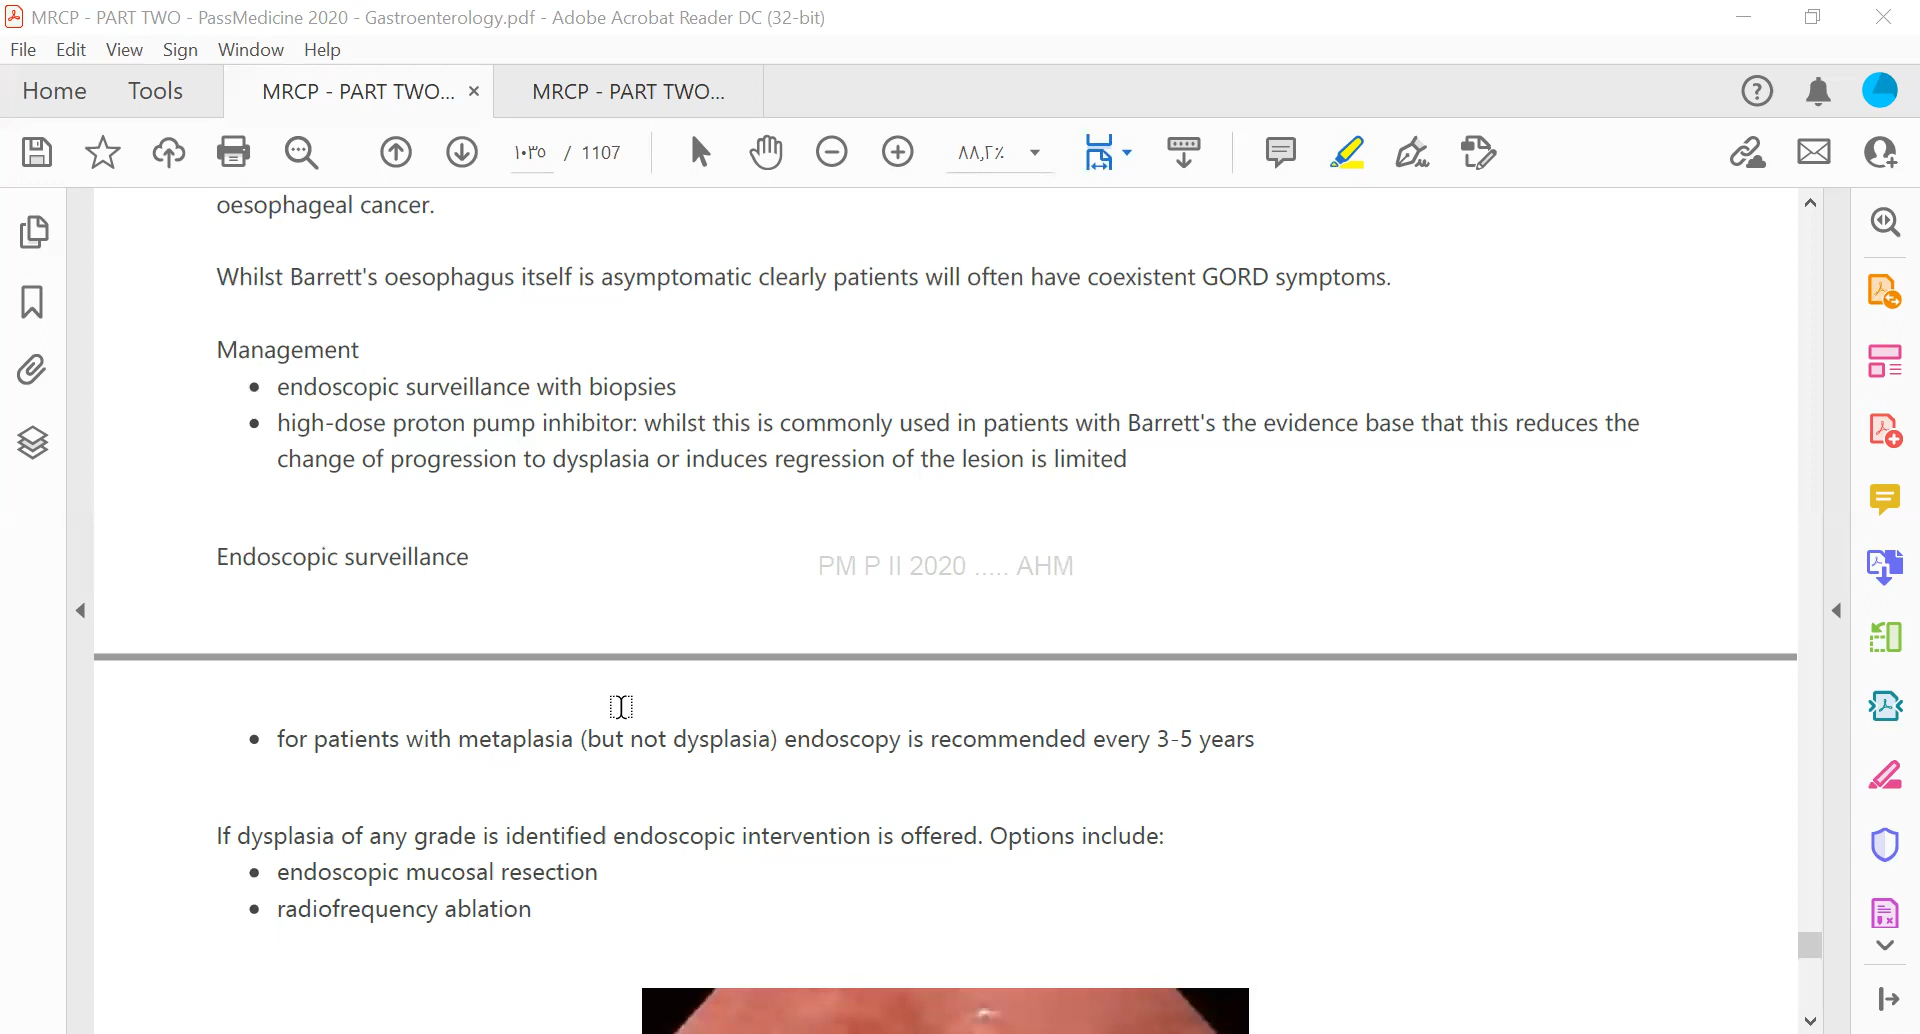 MRCP - PART TWO - PassMedicine 2020 - Gastroenterology.pdf - Adobe Acrobat Reader DC (32-bit)
File Edit View Sign Window Help
Home Tools MRCP - PART TWO... × MRCP - PART TWO...
١٠٣٥ / 1107 ٨٨,٢٪
oesophageal cancer.
Whilst Barrett's oesophagus itself is asymptomatic clearly patients will often have coexistent GORD symptoms.
Management
• endoscopic surveillance with biopsies
• high-dose proton pump inhibitor: whilst this is commonly used in patients with Barrett's the evidence base that this reduces the
change of progression to dysplasia or induces regression of the lesion is limited
Endoscopic surveillance
PM P II 2020 ..... AHM
• for patients with metaplasia (but not dysplasia) endoscopy is recommended every 3-5 years
If dysplasia of any grade is identified endoscopic intervention is offered. Options include:
• endoscopic mucosal resection
• radiofrequency ablation